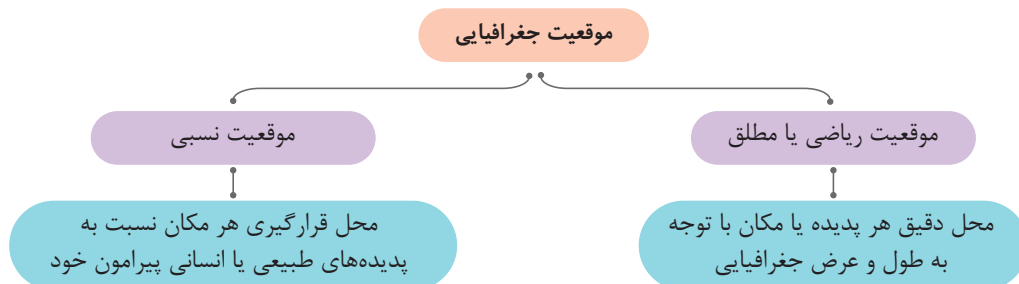 موقعیت جغرافیایی
موقعیت ریاضی یا مطلق
موقعیت نسبی
محل دقیق هر پدیده یا مکان با توجه
به طول و عرض جغرافیایی
محل قرارگیری هر مکان نسبت به
پدیده‌های طبیعی یا انسانی پیرامون خود